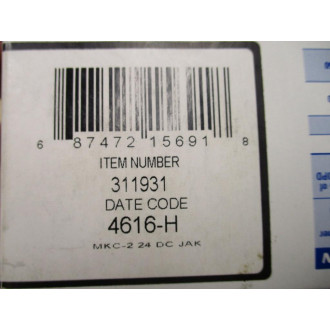 6 87472 15691 8
ITEM NUMBER
311931
DATE CODE
4616-H
MKC-2 24 DC JAK